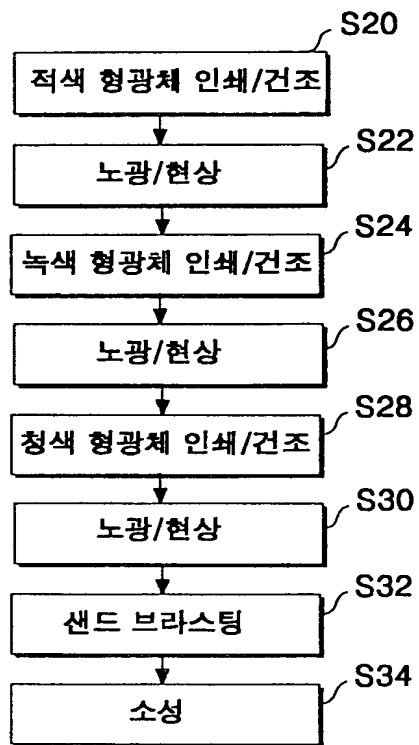 S20
적색 형광체 인쇄/건조
S22
노광/현상
S24
녹색 형광체 인쇄/건조
S26
노광/현상
S28
청색 형광체 인쇄/건조
S30
노광/현상
S32
샌드 브라스팅
S34
소성